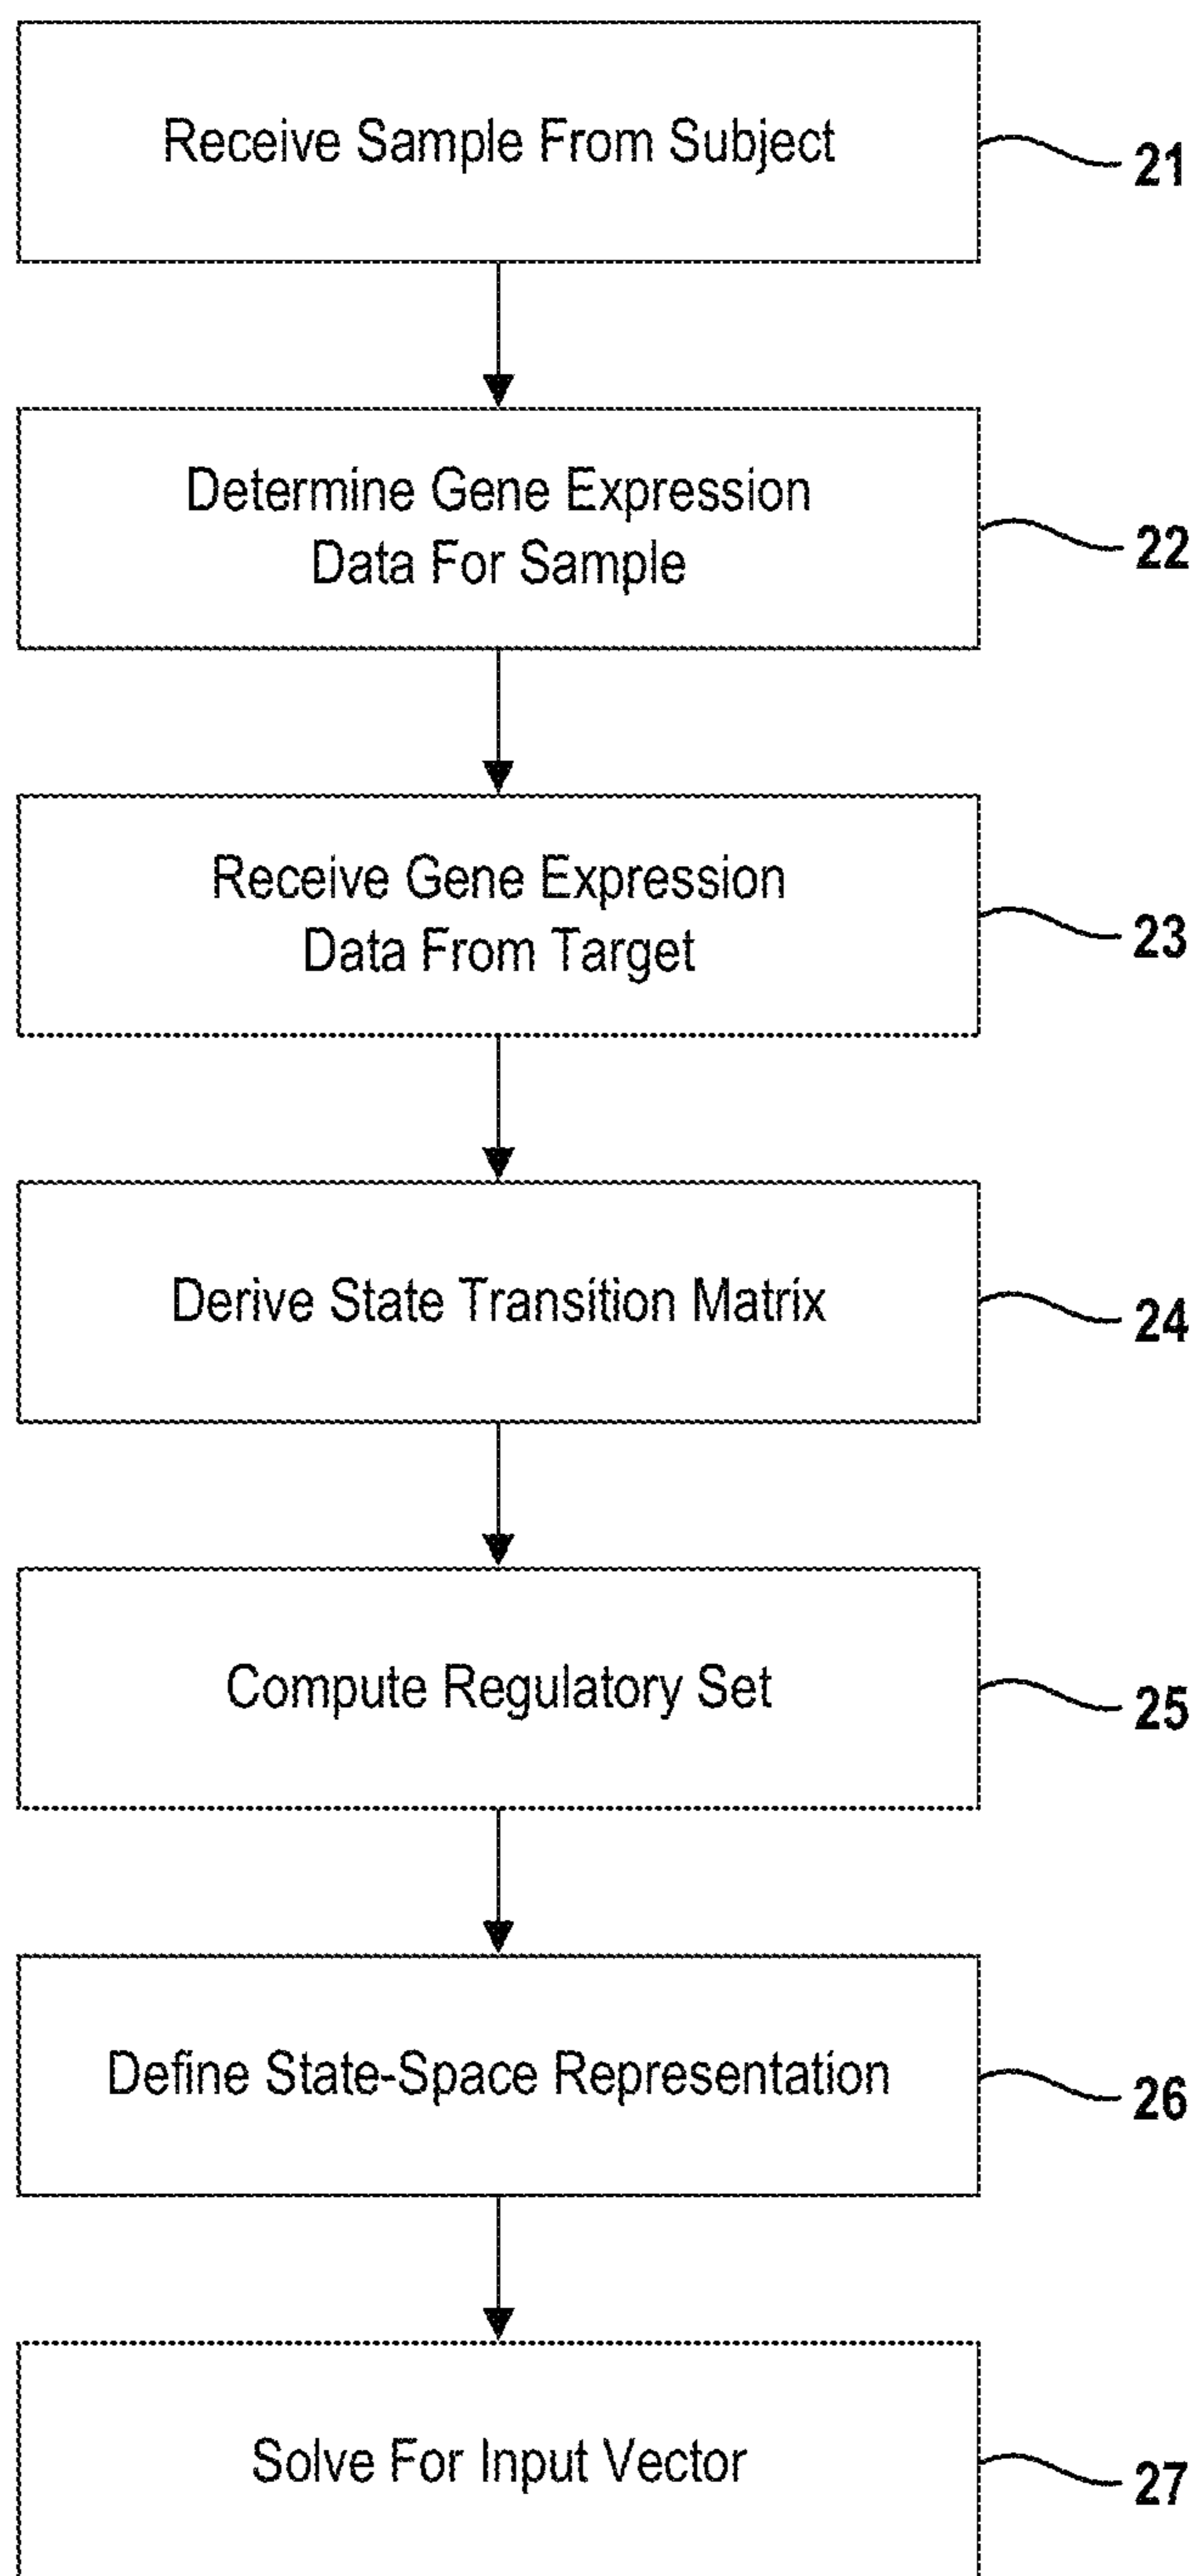 Receive Sample From Subject
21
Determine Gene Expression
Data For Sample
22
Receive Gene Expression
Data From Target
23
Derive State Transition Matrix
24
Compute Regulatory Set
25
Define State-Space Representation
26
Solve For Input Vector
27